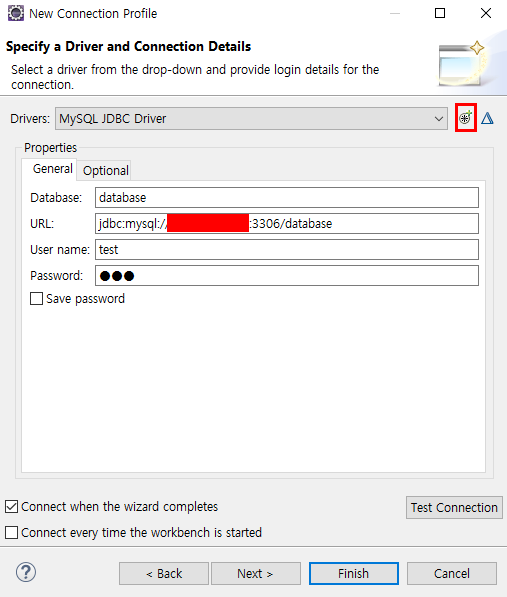 New Connection Profile
Specify a Driver and Connection Details
Select a driver from the drop-down and provide login details for the
connection.
Drivers: MySQL JDBC Driver
Properties
General Optional
Database: database
URL: jdbc:mysql:// :3306/database
User name: test
Password: ●●●
Save password
Connect when the wizard completes
Test Connection
Connect every time the workbench is started
? < Back Next > Finish Cancel